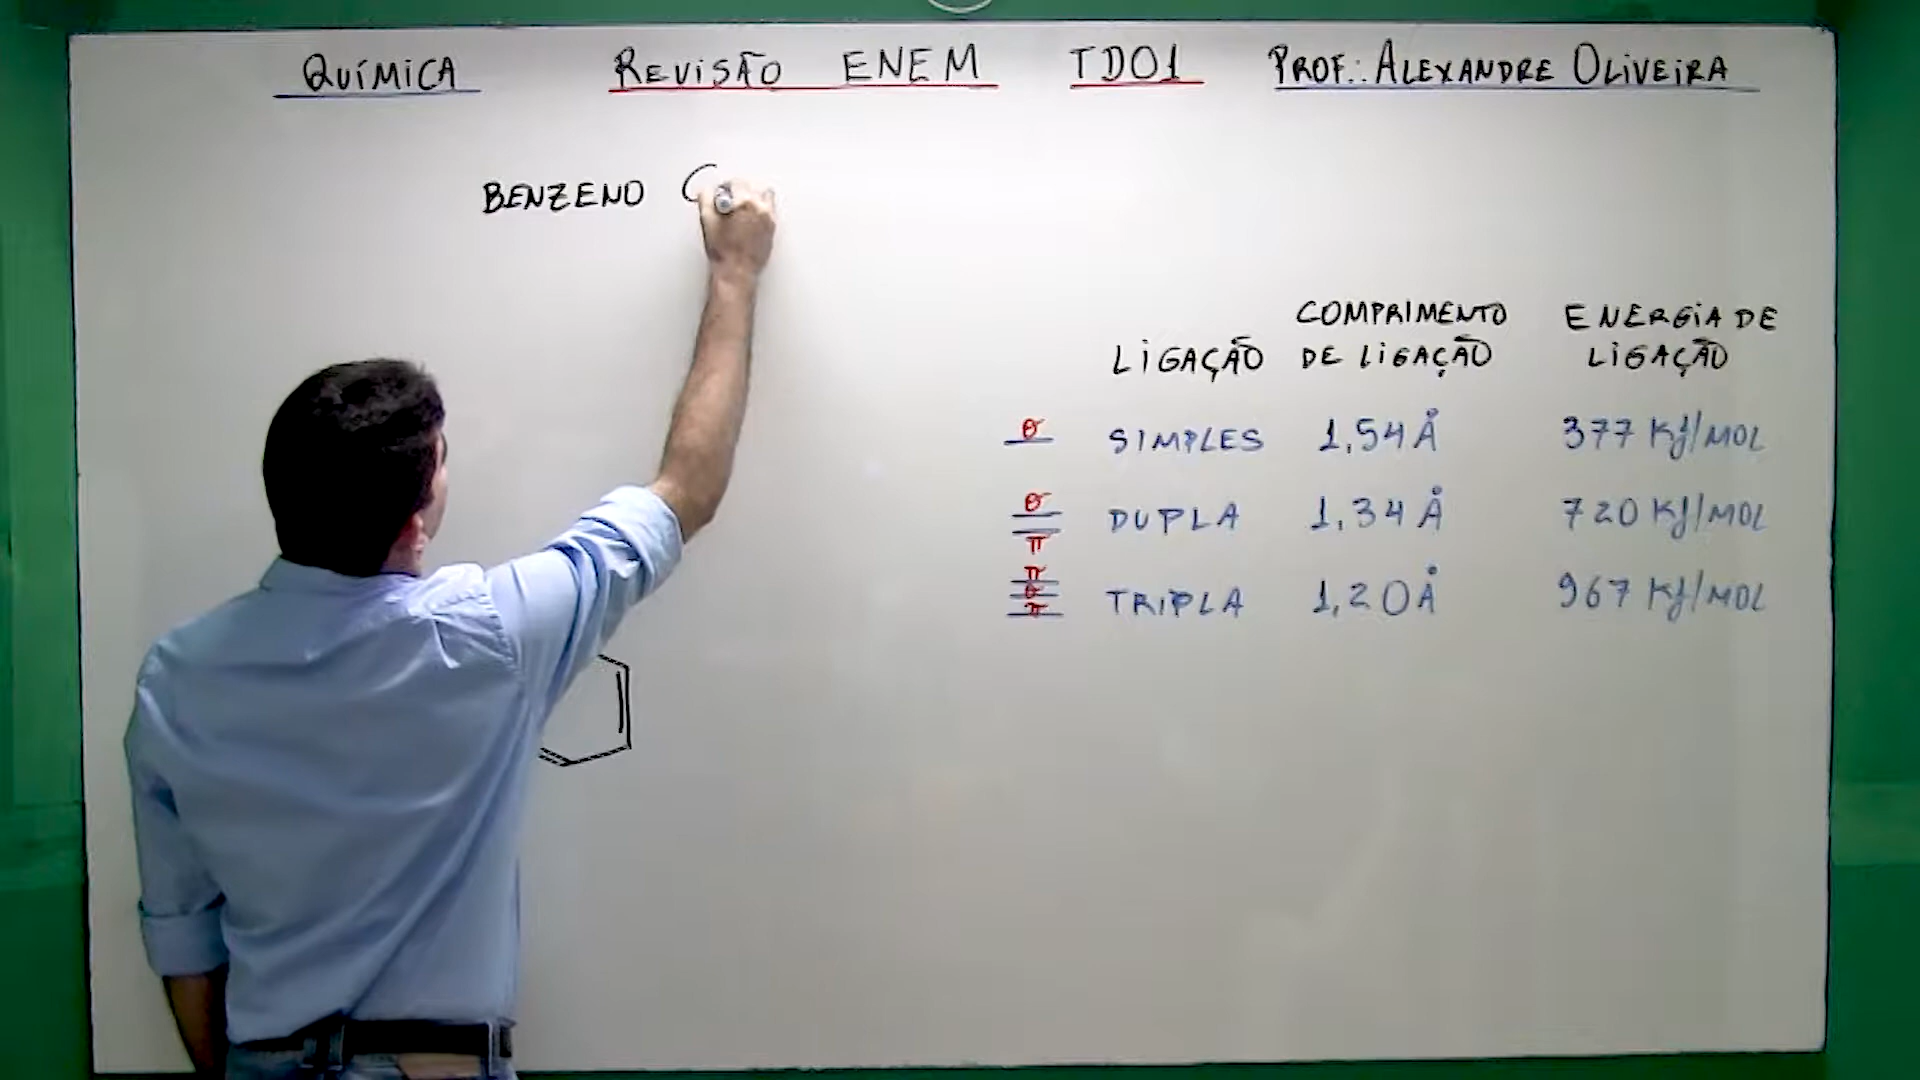 QUÍMICA REVISÃO ENEM TD01 PROF.: ALEXANDRE OLIVEIRA
BENZENO C
LIGAÇÃO COMPRIMENTO DE LIGAÇÃO ENERGIA DE LIGAÇÃO
σ SIMPLES 1,54 Å 377 KJ/MOL
σ π DUPLA 1,34 Å 720 KJ/MOL
π σ π TRIPLA 1,20 Å 967 KJ/MOL